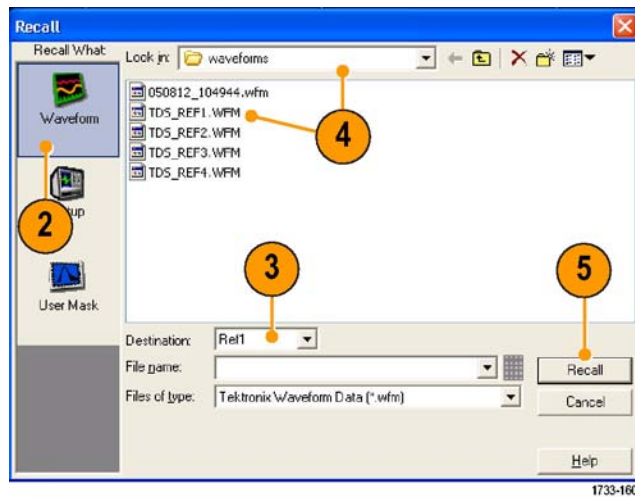 Recall
Recall What:
Look in: waveforms
Waveform
050812_104944.wfm
TDS_REF1.WFM
TDS_REF2.WFM
TDS_REF3.WFM
TDS_REF4.WFM
4
2
User Mask
3
5
Destination: Ref1
File name:
Recall
Files of type: Tektronix Waveform Data (*.wfm)
Cancel
Help
1733-160